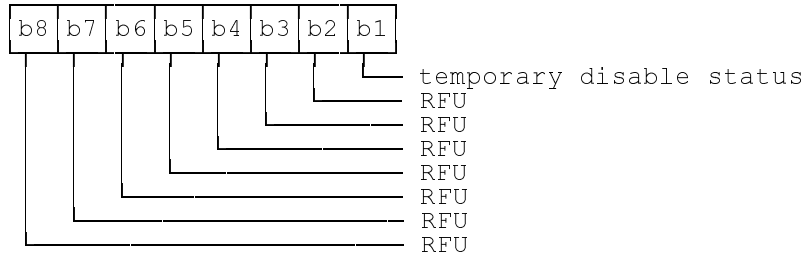 b8 b7 b6 b5 b4 b3 b2 b1
temporary disable status
RFU
RFU
RFU
RFU
RFU
RFU
RFU